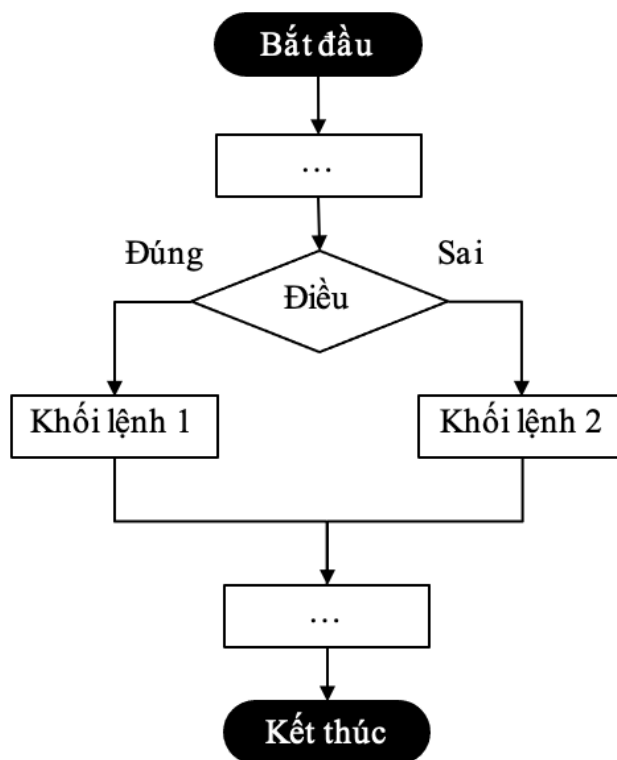 Bắt đầu
...
Đúng
Sai
Điều
Khối lệnh 1
Khối lệnh 2
...
Kết thúc